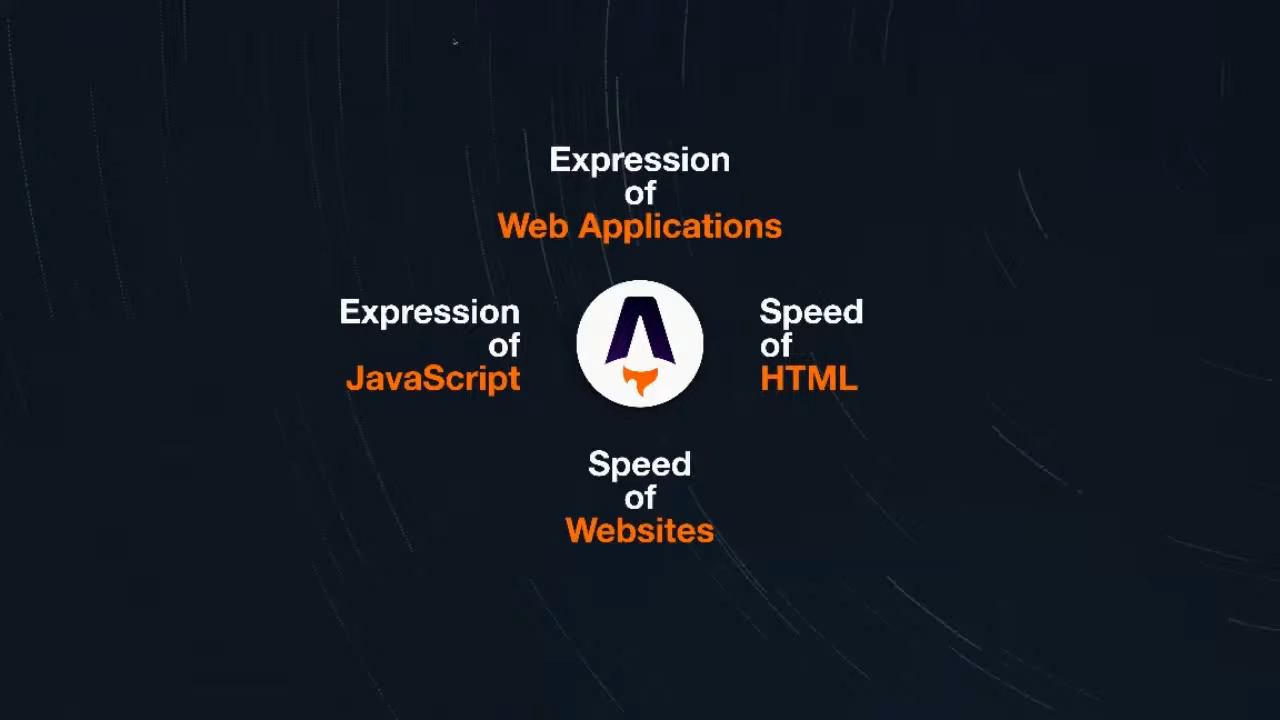 Expression
of
Web Applications
Expression
of
JavaScript
Speed
of
HTML
Speed
of
Websites